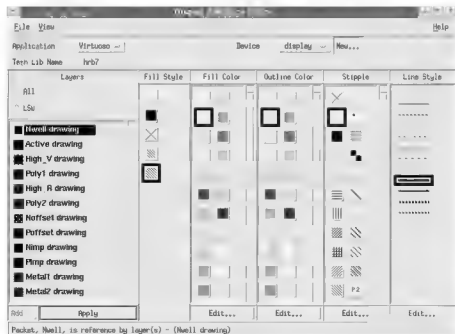 File View Help
Application Virtuoso Device display New...
Tech Lib Name hrb7
Layers Fill Style Fill Color Outline Color Stipple Line Style
All
LSW
Nwell drawing
Active drawing
High_V drawing
Poly1 drawing
High_R drawing
Poly2 drawing
Noffset drawing
Poffset drawing
Nimp drawing
Pimp drawing
Metal1 drawing
Metal2 drawing
P2
Add Apply Edit... Edit... Edit... Edit...
Packet, Nwell, is reference by layer(s) - (Nwell drawing)